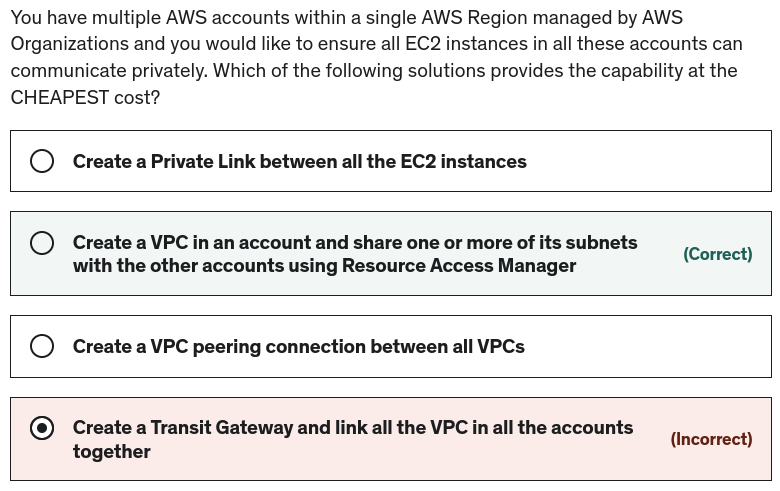 You have multiple AWS accounts within a single AWS Region managed by AWS
Organizations and you would like to ensure all EC2 instances in all these accounts can
communicate privately. Which of the following solutions provides the capability at the
CHEAPEST cost?
Create a Private Link between all the EC2 instances
Create a VPC in an account and share one or more of its subnets
with the other accounts using Resource Access Manager
(Correct)
Create a VPC peering connection between all VPCs
Create a Transit Gateway and link all the VPC in all the accounts
together
(Incorrect)